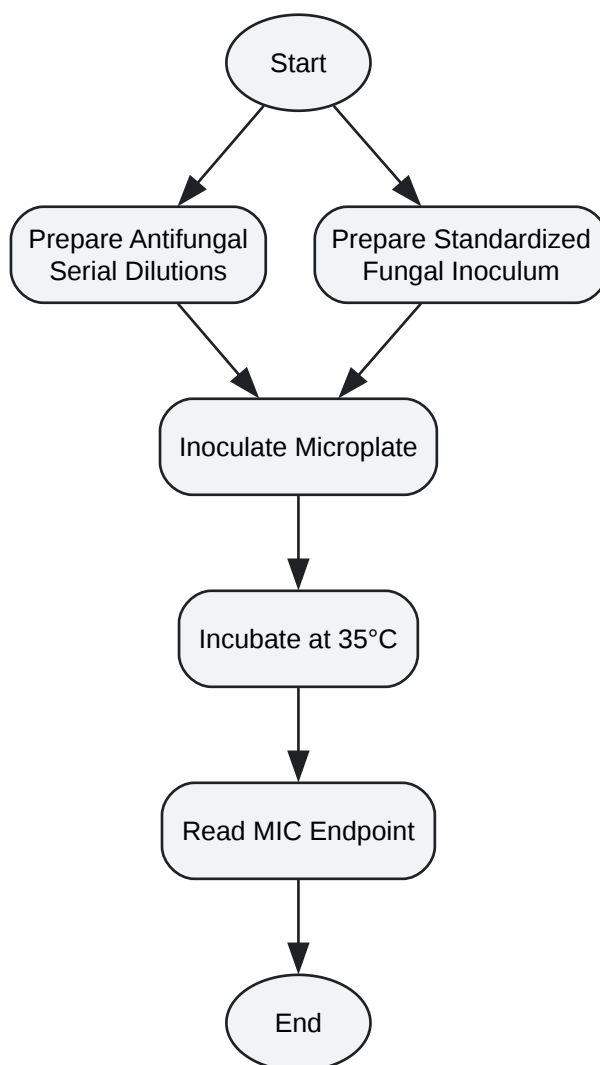 Start
Prepare Antifungal
Serial Dilutions
Prepare Standardized
Fungal Inoculum
Inoculate Microplate
Incubate at 35°C
Read MIC Endpoint
End